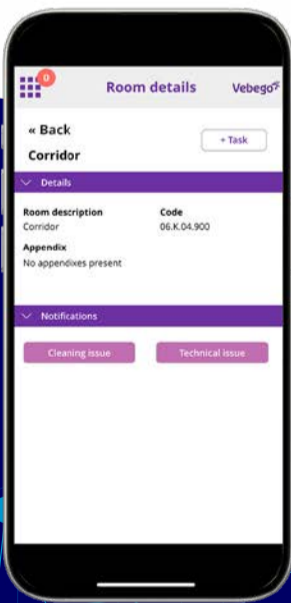 0
Room details
Vebego
« Back
+ Task
Corridor
Details
Room description Code
Corridor 06.K.04.900
Appendix
No appendixes present
Notifications
Cleaning issue Technical issue